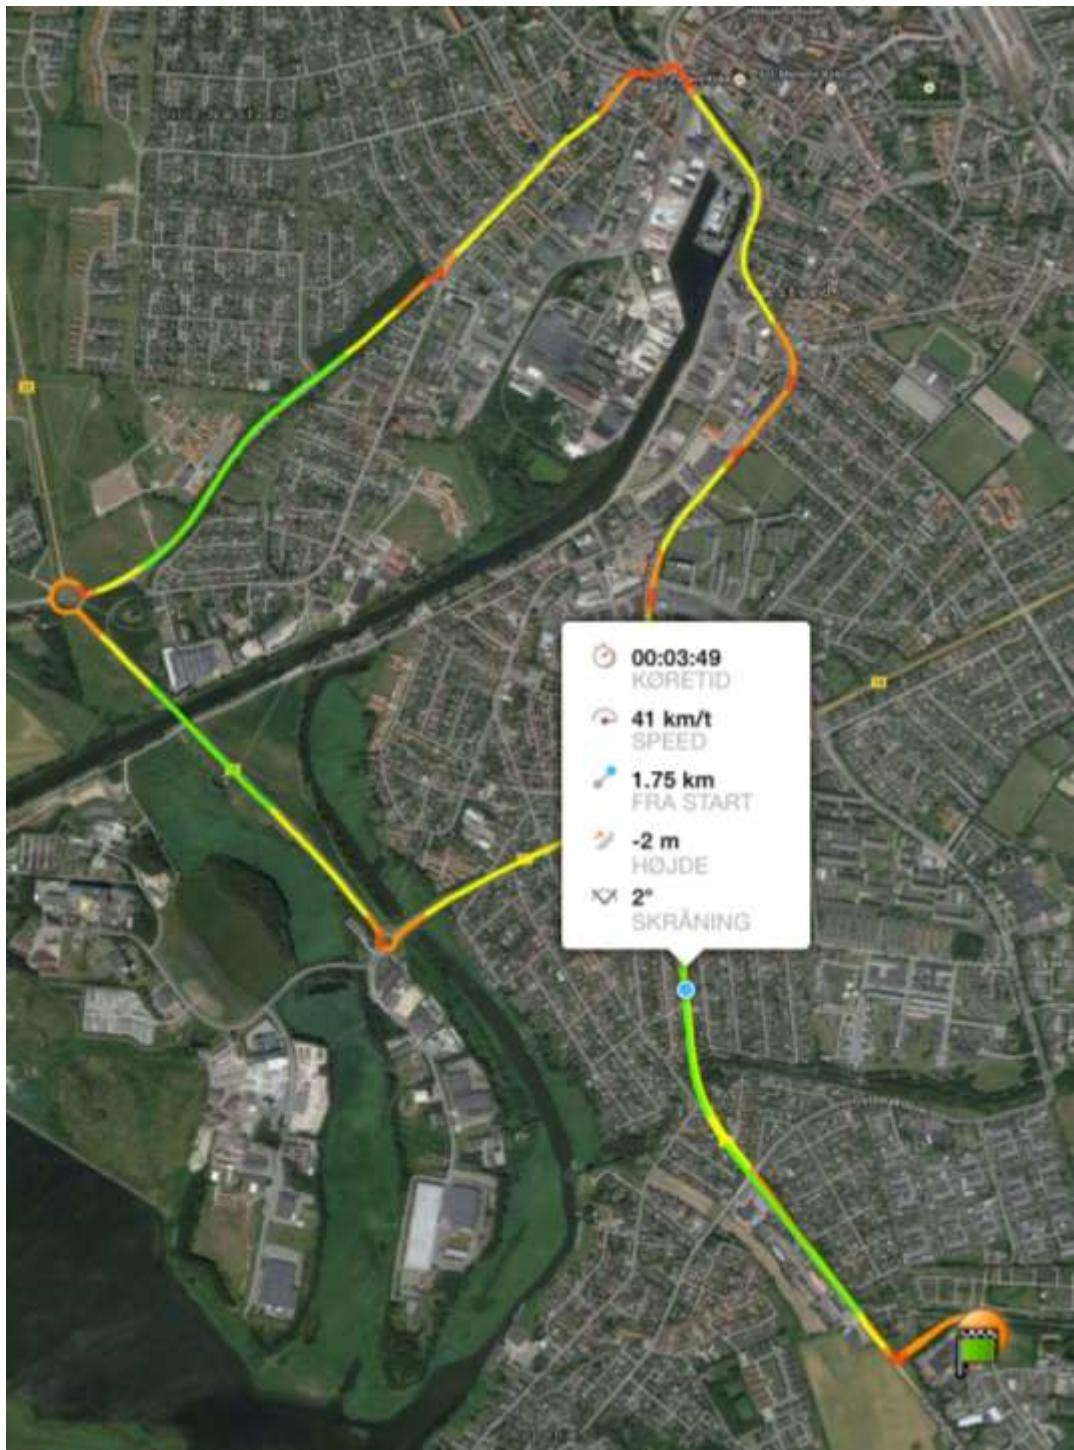 00:03:49
KØRETID
41 km/t
SPEED
1.75 km
FRA START
-2 m
HØJDE
2°
SKRÅNING